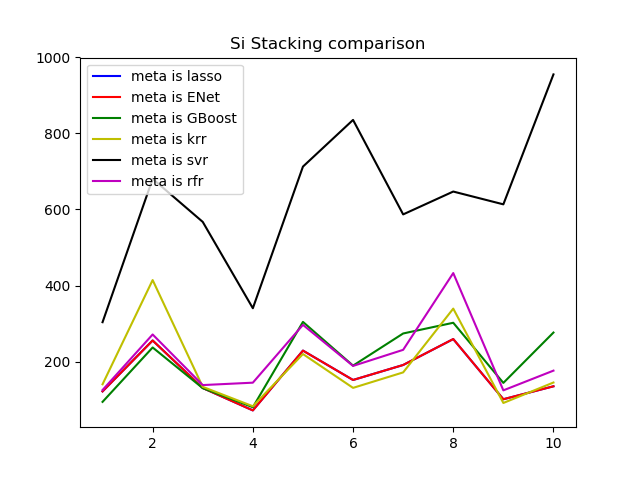 Si Stacking comparison
1000
800
600
400
200
meta is lasso
meta is ENet
meta is GBoost
meta is krr
meta is svr
meta is rfr
2 4 6 8 10